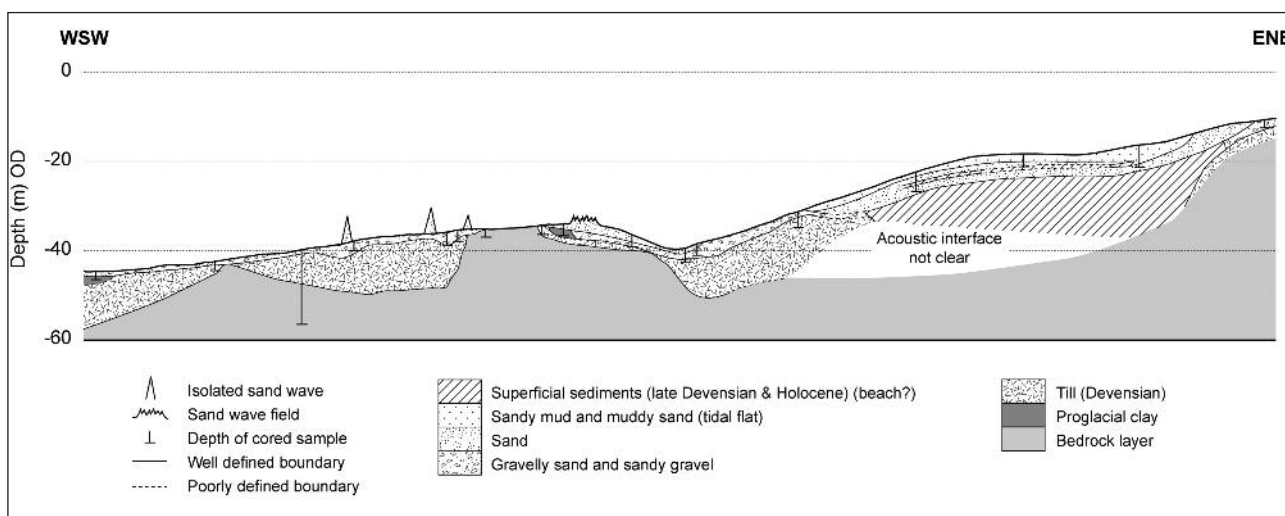 WSW
ENE
0
-20
-40
-60
Depth (m) OD
Acoustic interface
not clear
Isolated sand wave
Sand wave field
Depth of cored sample
Well defined boundary
Poorly defined boundary
Superficial sediments (late Devensian & Holocene) (beach?)
Sandy mud and muddy sand (tidal flat)
Sand
Gravelly sand and sandy gravel
Till (Devensian)
Proglacial clay
Bedrock layer